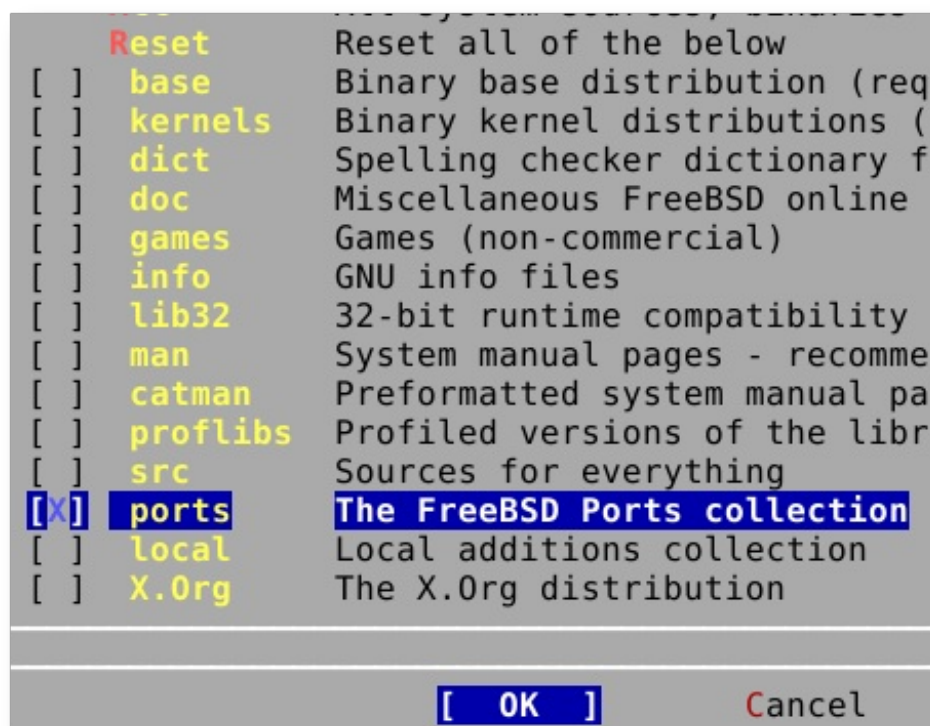 Reset Reset all of the below
[ ] base Binary base distribution (req
[ ] kernels Binary kernel distributions (
[ ] dict Spelling checker dictionary f
[ ] doc Miscellaneous FreeBSD online
[ ] games Games (non-commercial)
[ ] info GNU info files
[ ] lib32 32-bit runtime compatibility
[ ] man System manual pages - recomme
[ ] catman Preformatted system manual pa
[ ] proflibs Profiled versions of the libr
[ ] src Sources for everything
[X] ports The FreeBSD Ports collection
[ ] local Local additions collection
[ ] X.Org The X.Org distribution
[ OK ] Cancel